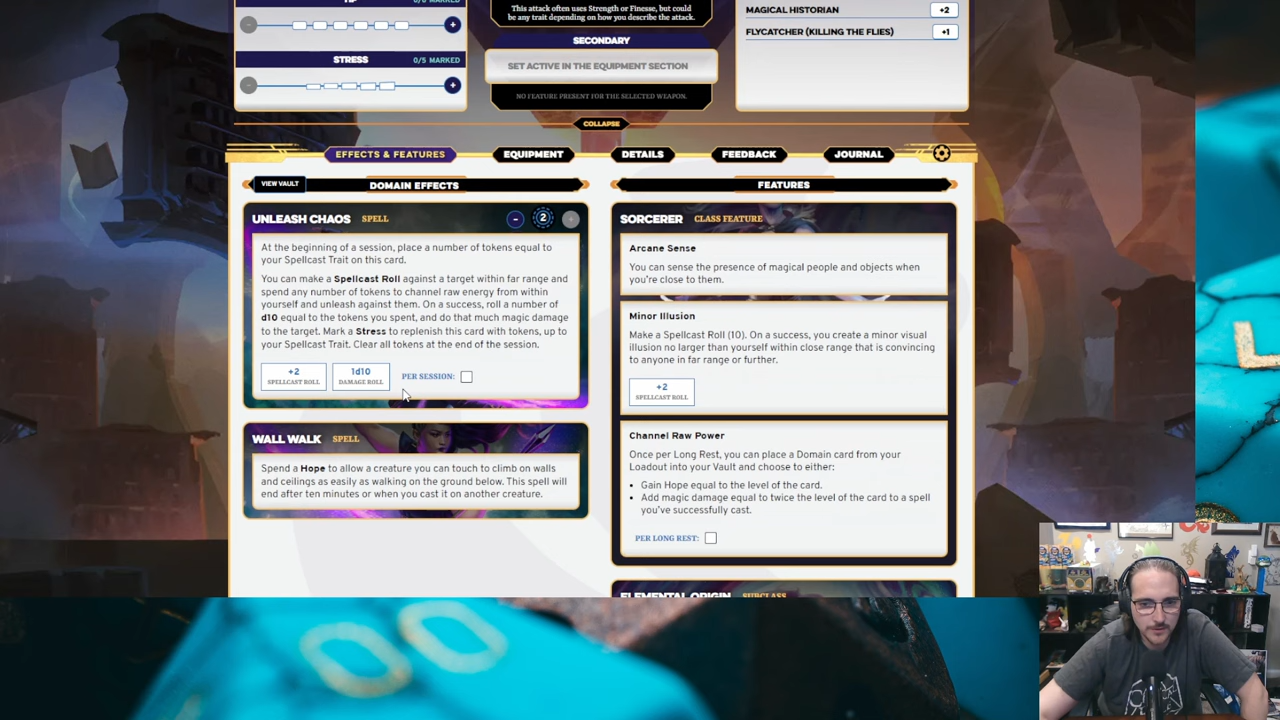 0/6 MARKED
STRESS
0/5 MARKED
This attack often uses Strength or Finesse, but could
be any trait depending on how you describe the attack.
SECONDARY
SET ACTIVE IN THE EQUIPMENT SECTION
NO FEATURE PRESENT FOR THE SELECTED WEAPON.
MAGICAL HISTORIAN +2
FLYCATCHER (KILLING THE FLIES) +1
COLLAPSE
EFFECTS & FEATURES
EQUIPMENT
DETAILS
FEEDBACK
JOURNAL
VIEW VAULT
DOMAIN EFFECTS
UNLEASH CHAOS SPELL
2
At the beginning of a session, place a number of tokens equal to
your Spellcast Trait on this card.
You can make a Spellcast Roll against a target within far range and
spend any number of tokens to channel raw energy from within
yourself and unleash against them. On a success, roll a number of
d10 equal to the tokens you spent, and do that much magic damage
to the target. Mark a Stress to replenish this card with tokens, up to
your Spellcast Trait. Clear all tokens at the end of the session.
+2
SPELLCAST ROLL
1d10
DAMAGE ROLL
PER SESSION:
WALL WALK SPELL
Spend a Hope to allow a creature you can touch to climb on walls
and ceilings as easily as walking on the ground below. This spell will
end after ten minutes or when you cast it on another creature.
FEATURES
SORCERER CLASS FEATURE
Arcane Sense
You can sense the presence of magical people and objects when
you're close to them.
Minor Illusion
Make a Spellcast Roll (10). On a success, you create a minor visual
illusion no larger than yourself within close range that is convincing
to anyone in far range or further.
+2
SPELLCAST ROLL
Channel Raw Power
Once per Long Rest, you can place a Domain card from your
Loadout into your Vault and choose to either:
• Gain Hope equal to the level of the card.
• Add magic damage equal to twice the level of the card to a spell
you've successfully cast.
PER LONG REST:
ELEMENTAL ORIGIN SUBCLASS
00